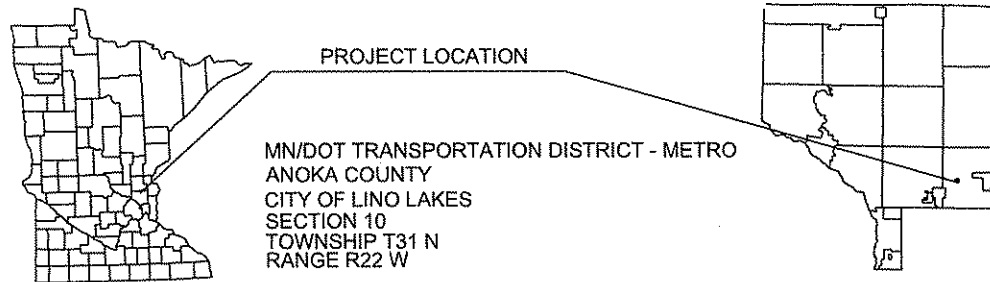 PROJECT LOCATION
MN/DOT TRANSPORTATION DISTRICT - METRO
ANOKA COUNTY
CITY OF LINO LAKES
SECTION 10
TOWNSHIP T31 N
RANGE R22 W